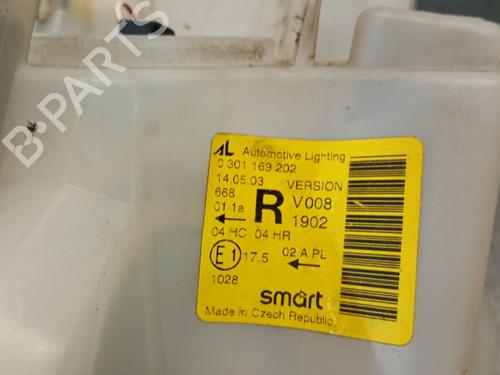 AL Automotive Lighting
0 301 169 202
14.05.03 VERSION
668
01 1a R V008
1902
04 HC 04 HR
E1 17,5 02 A PL
1028
smart
Made in Czech Republic
B-PARTS